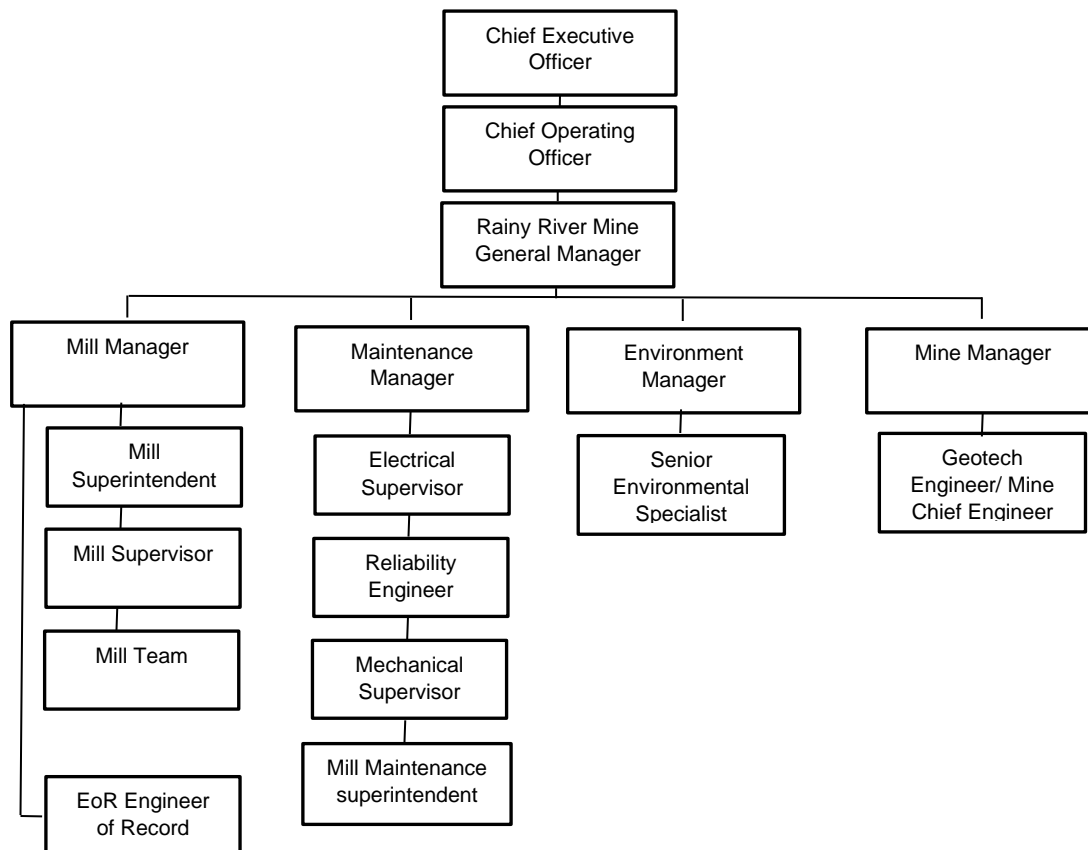 Chief Executive
Officer
Chief Operating
Officer
Rainy River Mine
General Manager
Mill Manager
Maintenance
Manager
Environment
Manager
Mine Manager
Mill
Superintendent
Electrical
Supervisor
Senior
Environmental
Specialist
Geotech
Engineer/ Mine
Chief Engineer
Mill Supervisor
Reliability
Engineer
Mill Team
Mechanical
Supervisor
Mill Maintenance
superintendent
EoR Engineer
of Record